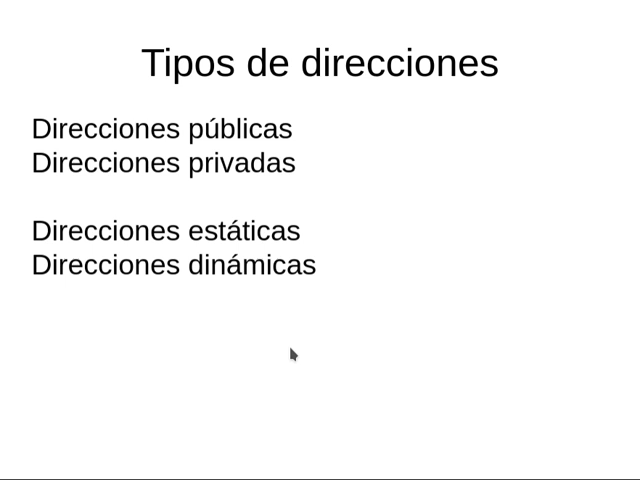 Tipos de direcciones
Direcciones públicas
Direcciones privadas
Direcciones estáticas
Direcciones dinámicas